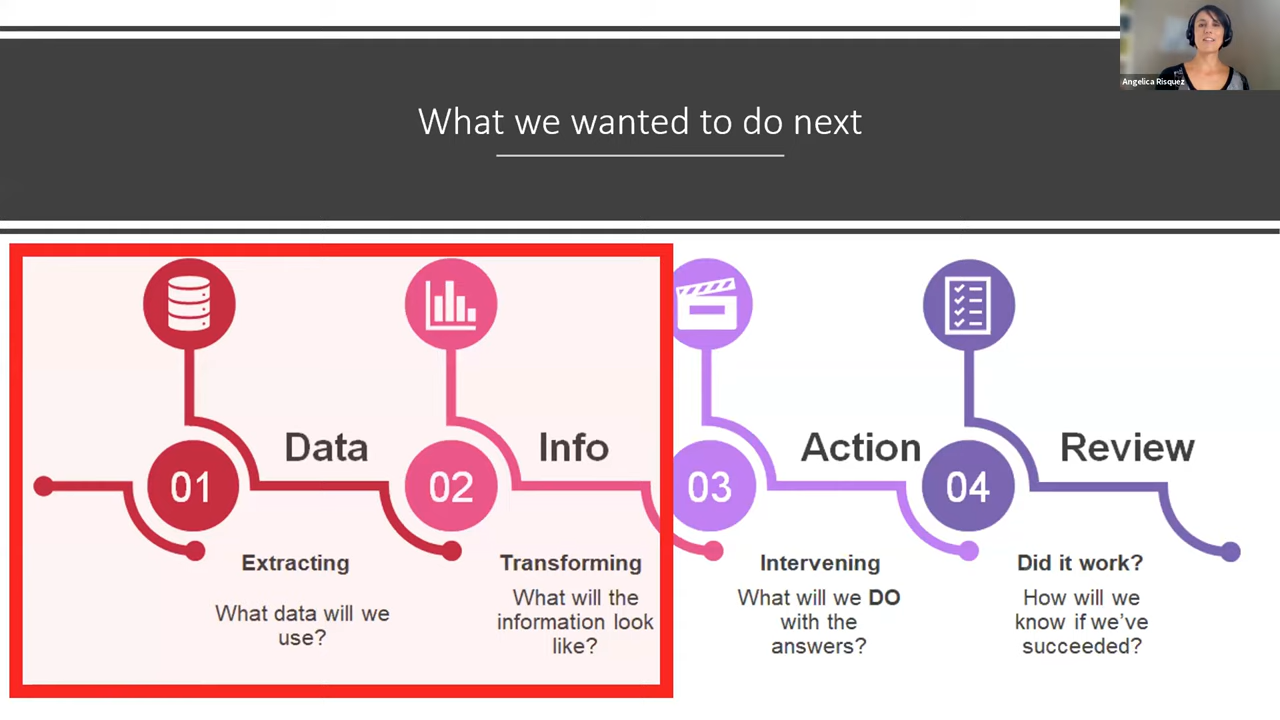 Angelica Risquez
What we wanted to do next
01
Data
Extracting
What data will we
use?
02
Info
Transforming
What will the
information look
like?
03
Action
Intervening
What will we DO
with the
answers?
04
Review
Did it work?
How will we
know if we've
succeeded?